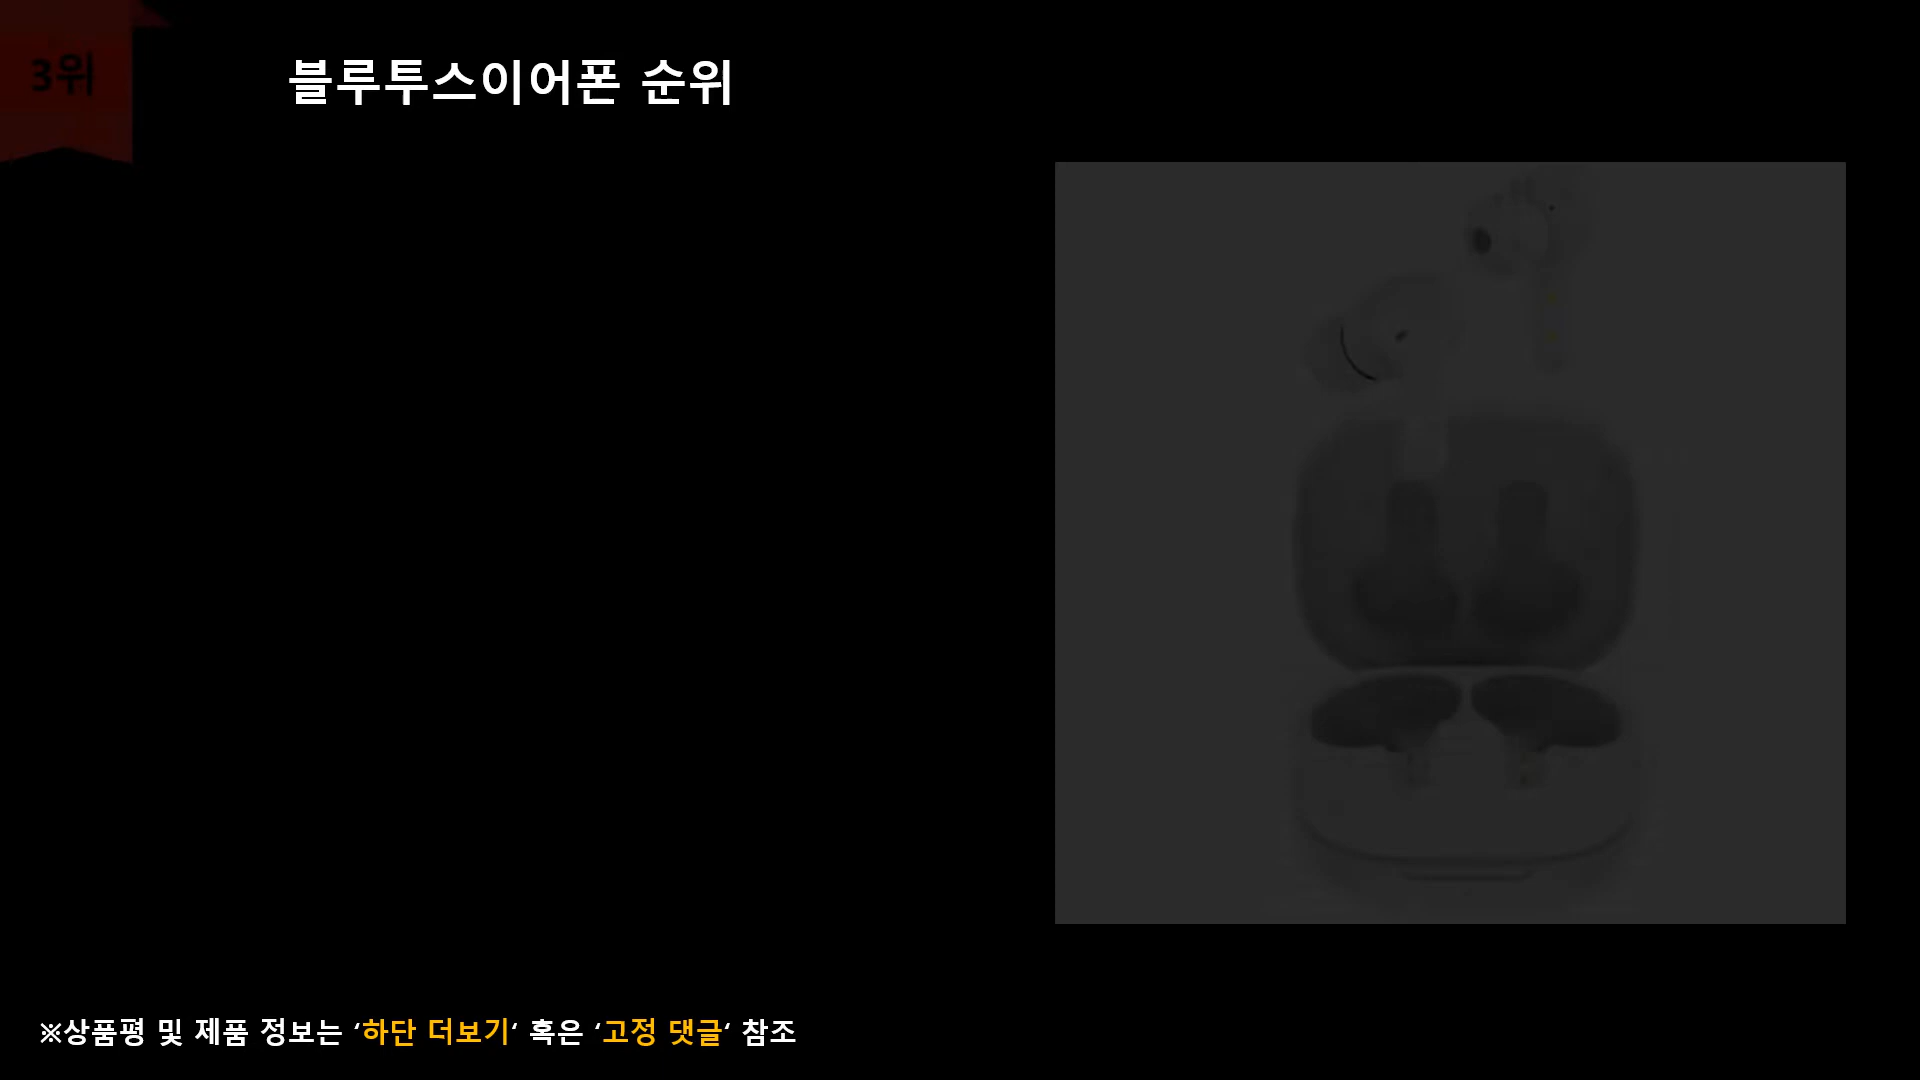 3위
블루투스이어폰 순위
※상품평 및 제품 정보는 ‘하단 더보기‘ 혹은 ‘고정 댓글‘ 참조